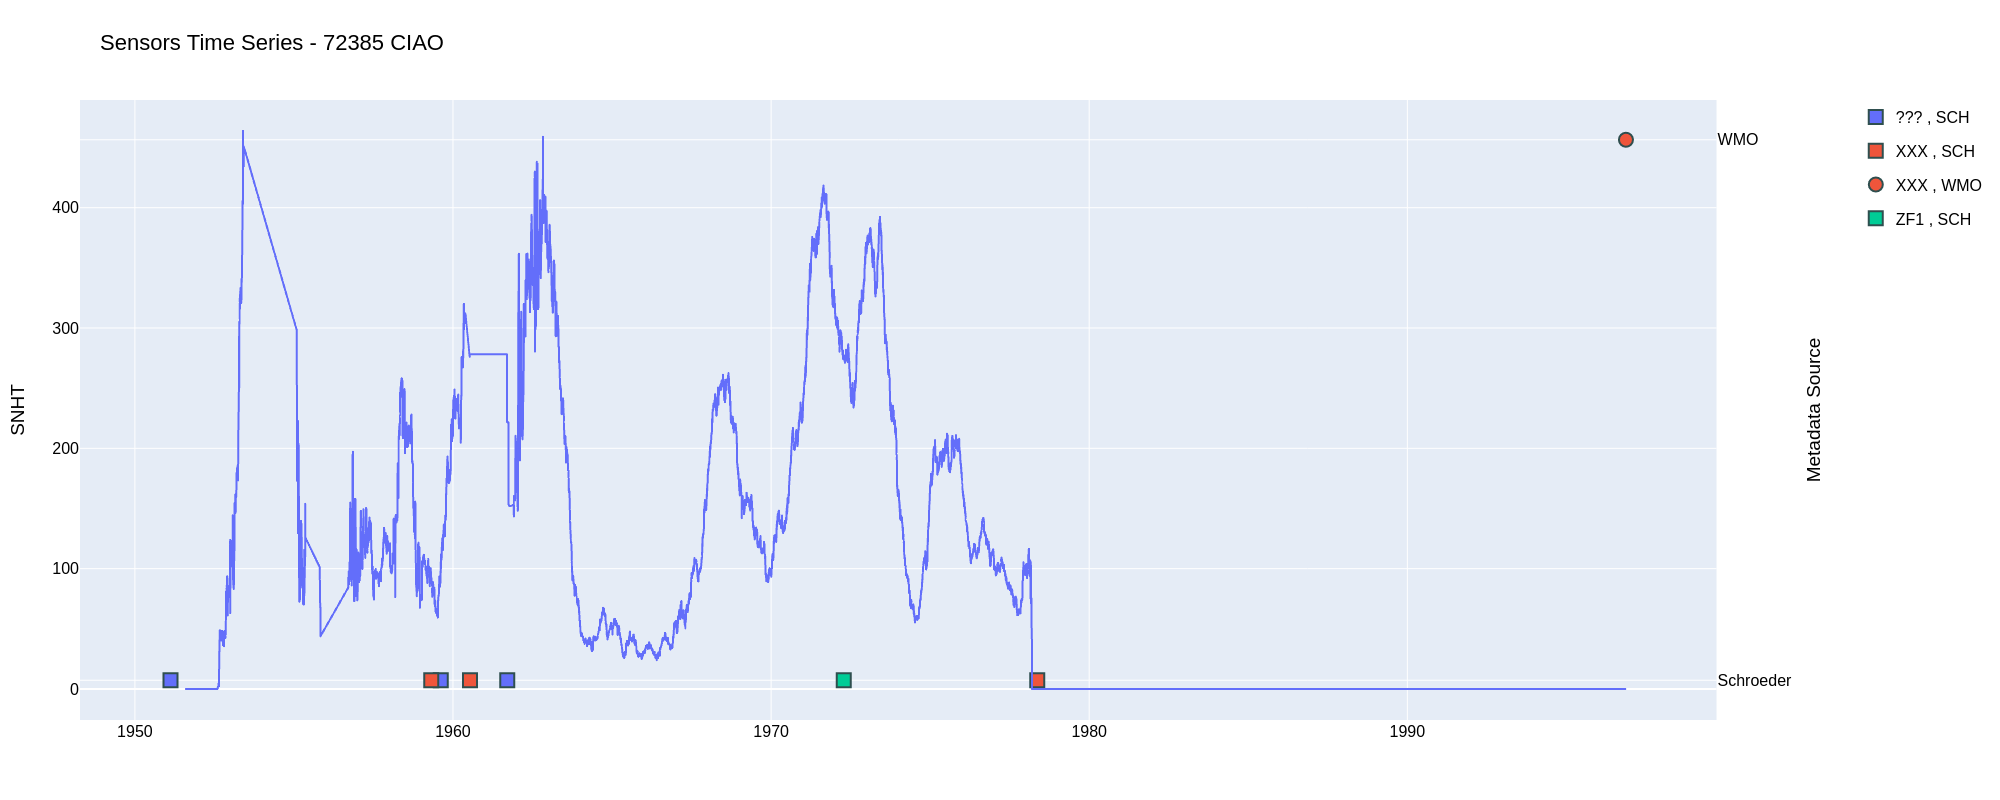 Sensors Time Series - 72385 CIAO
??? , SCH
XXX , SCH
XXX , WMO
ZF1 , SCH
WMO
Schroeder
Metadata Source
SNHT
400
300
200
100
0
1950
1960
1970
1980
1990